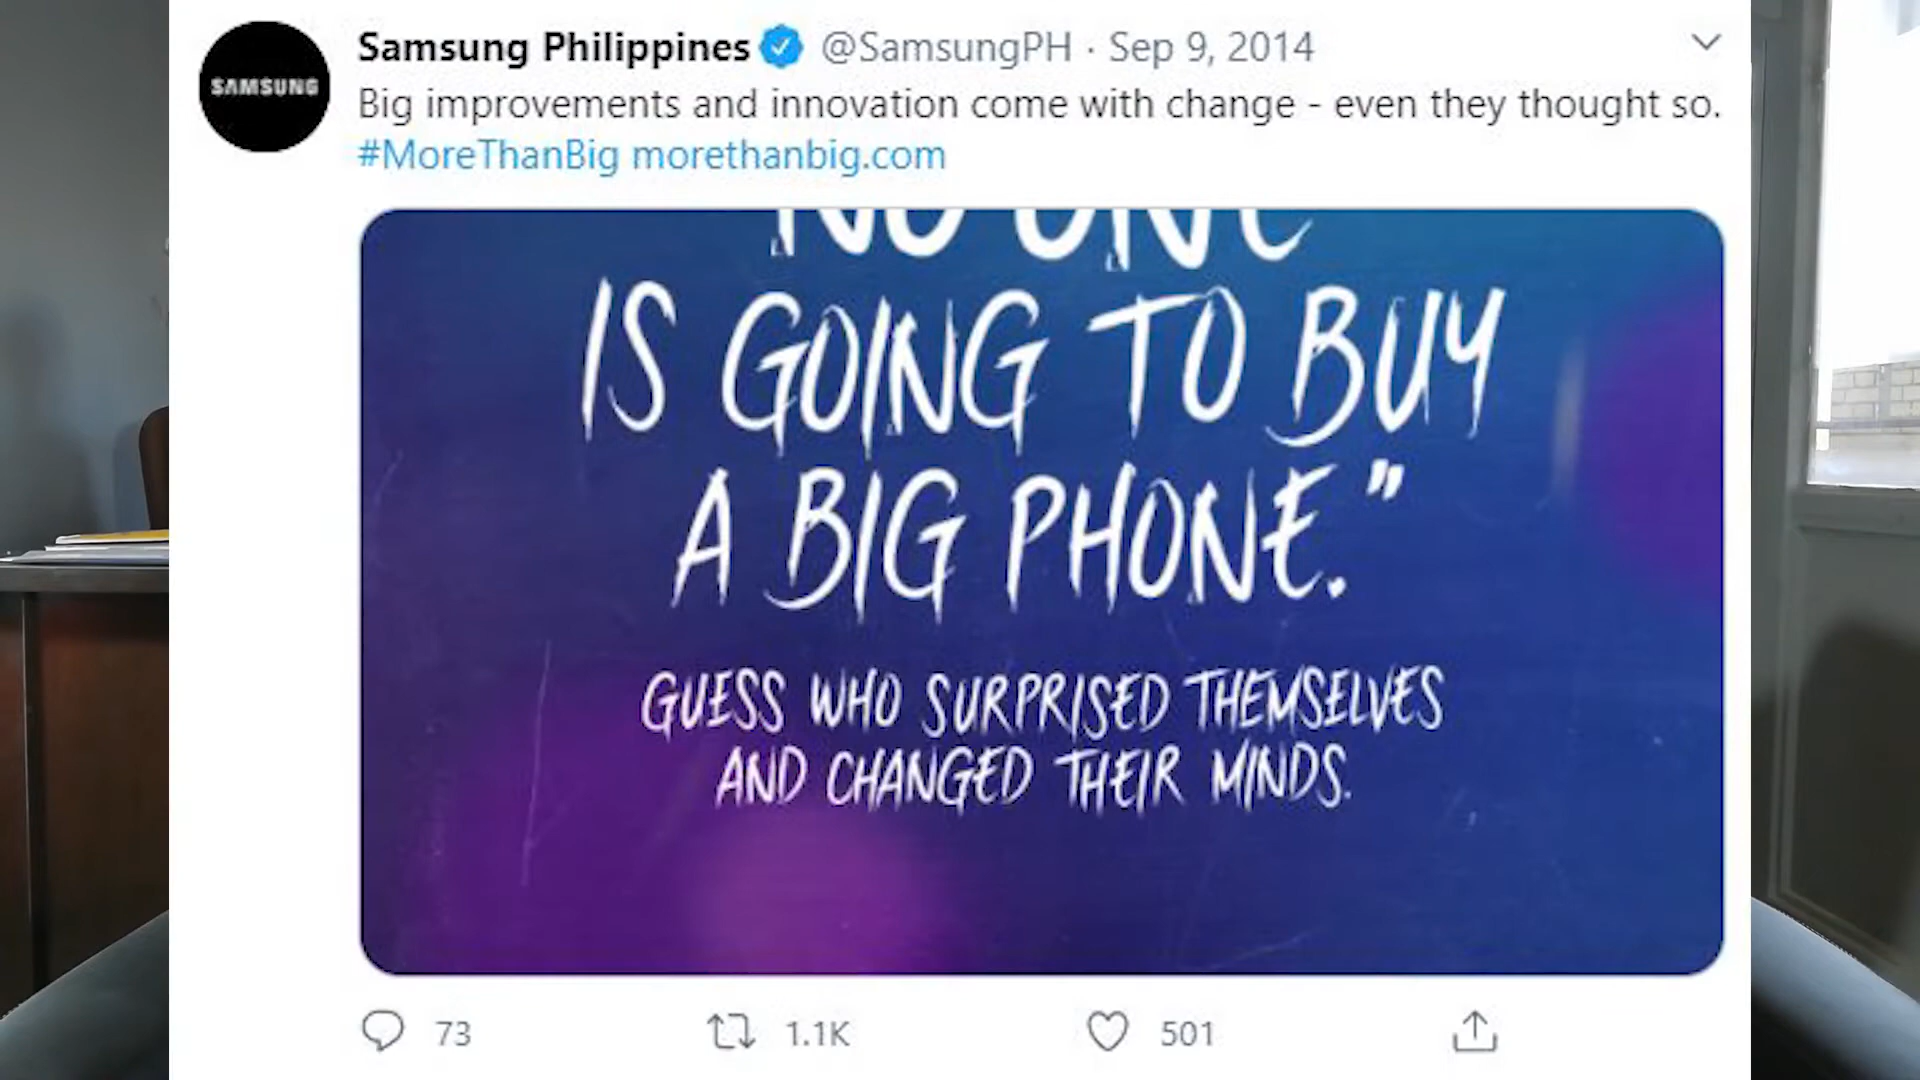 SAMSUNG
Samsung Philippines @SamsungPH · Sep 9, 2014
Big improvements and innovation come with change - even they thought so.
#MoreThanBig morethanbig.com
NO ONE
IS GOING TO BUY
A BIG PHONE."
GUESS WHO SURPRISED THEMSELVES
AND CHANGED THEIR MINDS.
73 1.1K 501